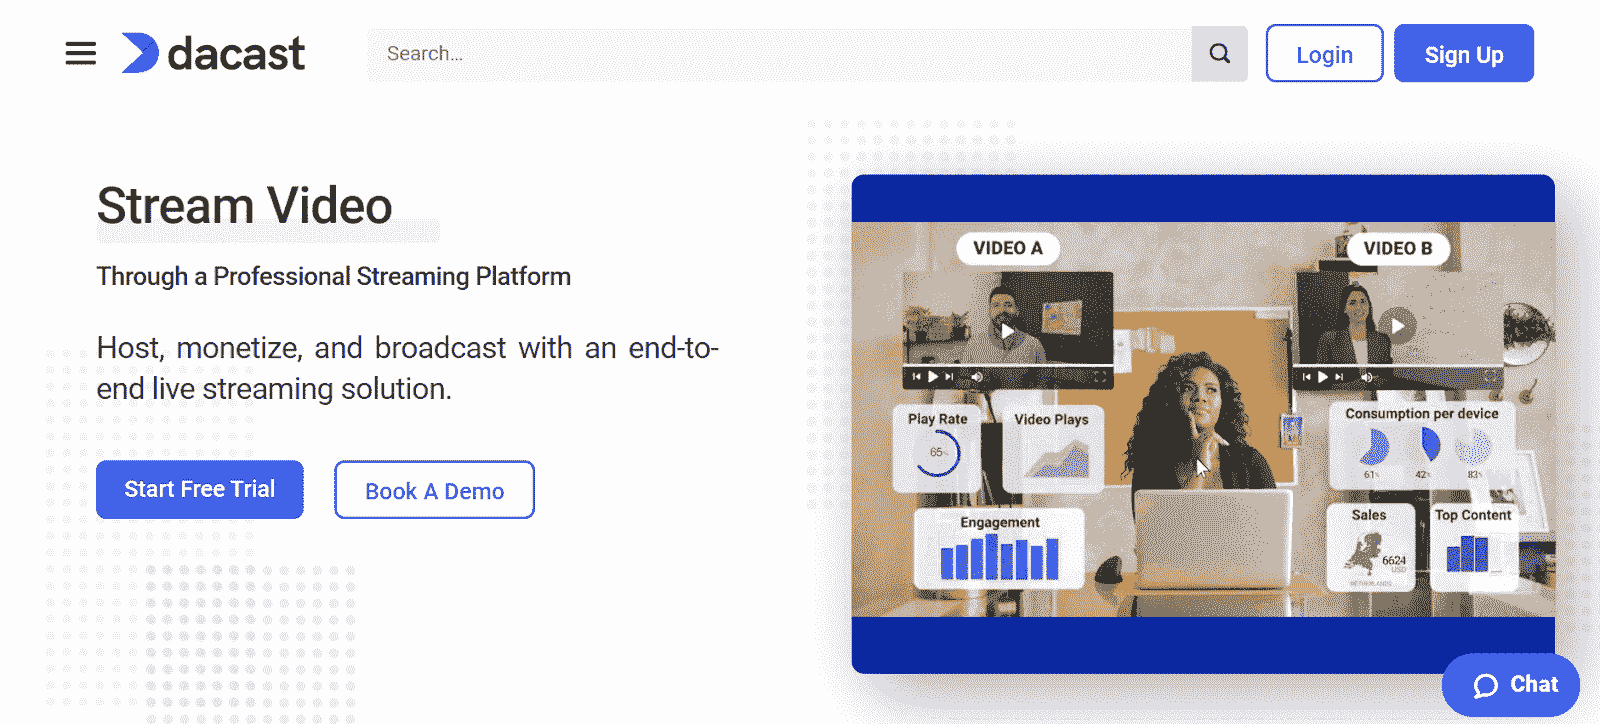 dacast
Search...
Login
Sign Up
Stream Video
Through a Professional Streaming Platform
Host, monetize, and broadcast with an end-to-
end live streaming solution.
Start Free Trial
Book A Demo
VIDEO A
VIDEO B
Play Rate
65%
Video Plays
Consumption per device
61%
42%
83%
Engagement
Sales
6624
USD
NETHERLANDS
Top Content
Chat